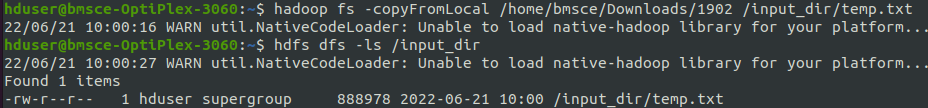 hduser@bmsce-OptiPlex-3060:~$ hadoop fs -copyFromLocal /home/bmsce/Downloads/1902 /input_dir/temp.txt
22/06/21 10:00:16 WARN util.NativeCodeLoader: Unable to load native-hadoop library for your platform...
hduser@bmsce-OptiPlex-3060:~$ hdfs dfs -ls /input_dir
22/06/21 10:00:27 WARN util.NativeCodeLoader: Unable to load native-hadoop library for your platform...
Found 1 items
-rw-r--r--   1 hduser supergroup     888978 2022-06-21 10:00 /input_dir/temp.txt